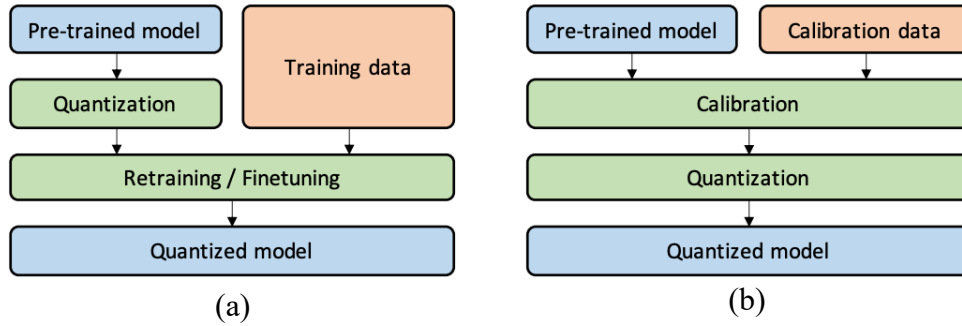 Pre-trained model
Training data
Quantization
Retraining / Finetuning
Quantized model
(a)
Pre-trained model
Calibration data
Calibration
Quantization
Quantized model
(b)